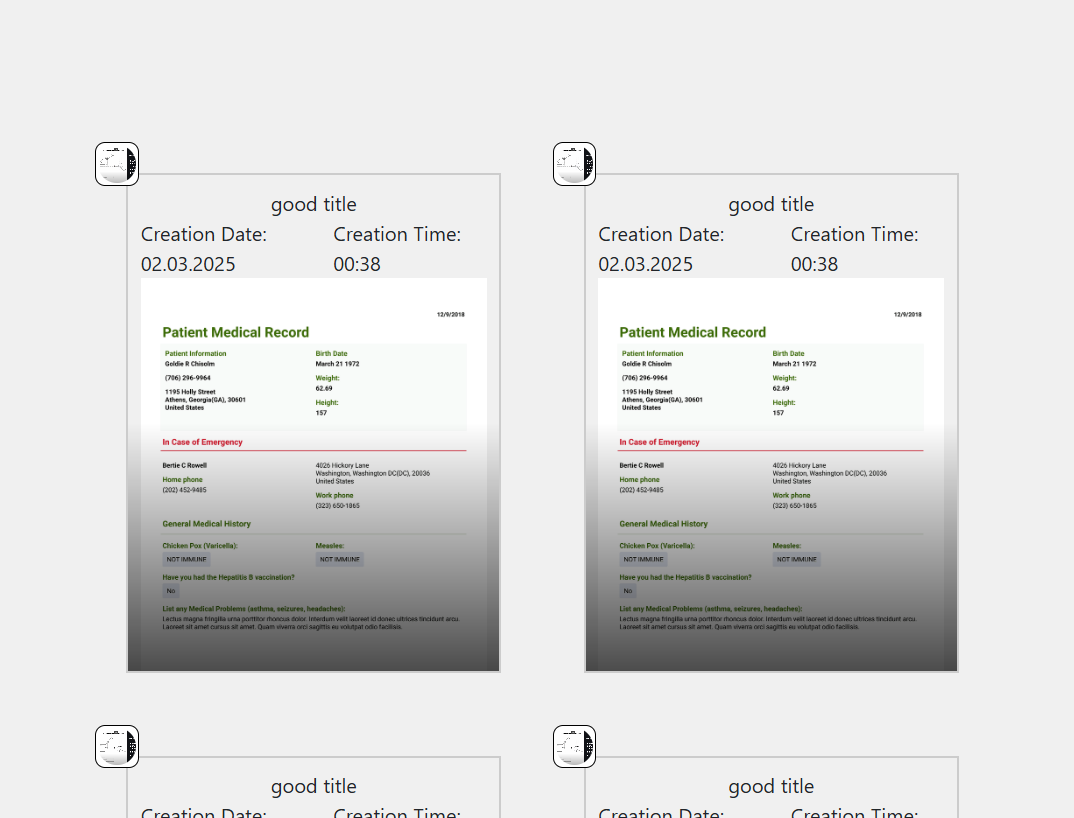 good title
Creation Date: Creation Time:
02.03.2025 00:38
12/9/2018
Patient Medical Record
Patient Information Birth Date
Goldie R Chisolm March 21 1972
(706) 296-9964 Weight:
62.69
1195 Holly Street
Athens, Georgia(GA), 30601 Height:
United States 157
In Case of Emergency
Bertie C Rowell 4026 Hickory Lane
Washington, Washington DC(DC), 20036
Home phone United States
(202) 452-9485 Work phone
(323) 650-1865
General Medical History
Chicken Pox (Varicella): Measles:
NOT IMMUNE NOT IMMUNE
Have you had the Hepatitis B vaccination?
No
List any Medical Problems (asthma, seizures, headaches):
Lectus magna fringilla urna porttitor rhoncus dolor. Interdum velit laoreet id donec ultrices tincidunt arcu.
Laoreet sit amet cursus sit amet. Quam viverra orci sagittis eu volutpat odio facilisis.
good title
Creation Date: Creation Time:
02.03.2025 00:38
12/9/2018
Patient Medical Record
Patient Information Birth Date
Goldie R Chisolm March 21 1972
(706) 296-9964 Weight:
62.69
1195 Holly Street
Athens, Georgia(GA), 30601 Height:
United States 157
In Case of Emergency
Bertie C Rowell 4026 Hickory Lane
Washington, Washington DC(DC), 20036
Home phone United States
(202) 452-9485 Work phone
(323) 650-1865
General Medical History
Chicken Pox (Varicella): Measles:
NOT IMMUNE NOT IMMUNE
Have you had the Hepatitis B vaccination?
No
List any Medical Problems (asthma, seizures, headaches):
Lectus magna fringilla urna porttitor rhoncus dolor. Interdum velit laoreet id donec ultrices tincidunt arcu.
Laoreet sit amet cursus sit amet. Quam viverra orci sagittis eu volutpat odio facilisis.
good title
Creation Date: Creation Time:
good title
Creation Date: Creation Time: